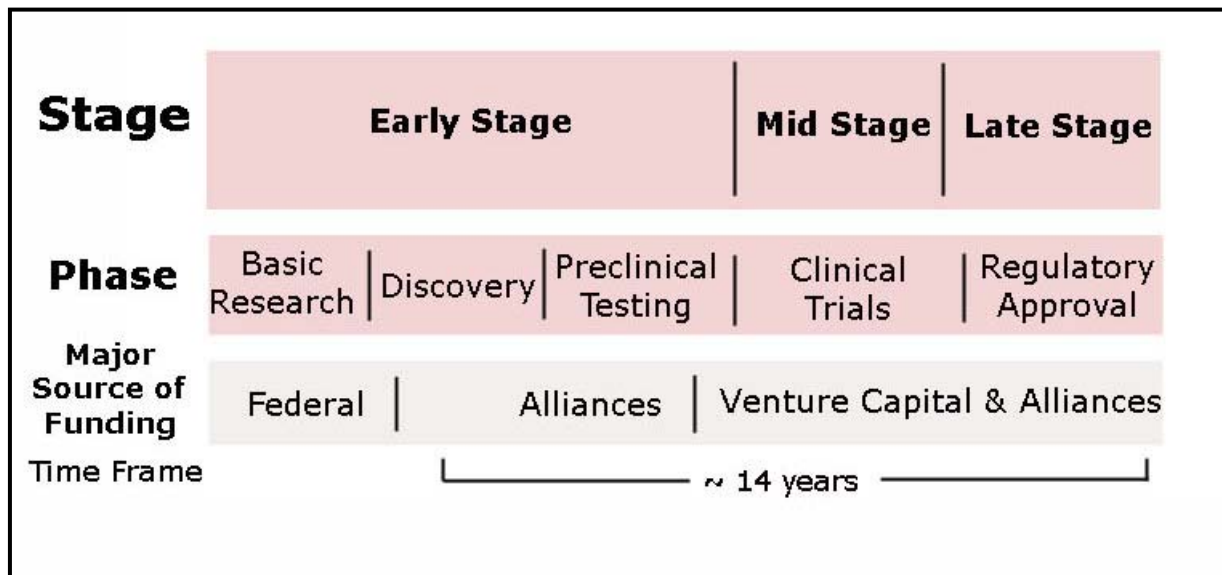 Stage
Early Stage
Mid Stage
Late Stage
Phase
Basic
Research
Discovery
Preclinical
Testing
Clinical
Trials
Regulatory
Approval
Major
Source of
Funding
Federal
Alliances
Venture Capital & Alliances
Time Frame
~ 14 years